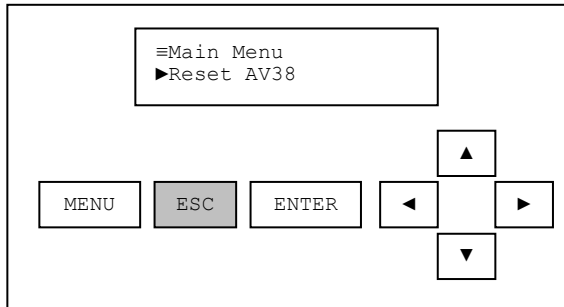 ≡Main Menu
►Reset AV38
▲
MENU ESC ENTER ◄ ►
▼